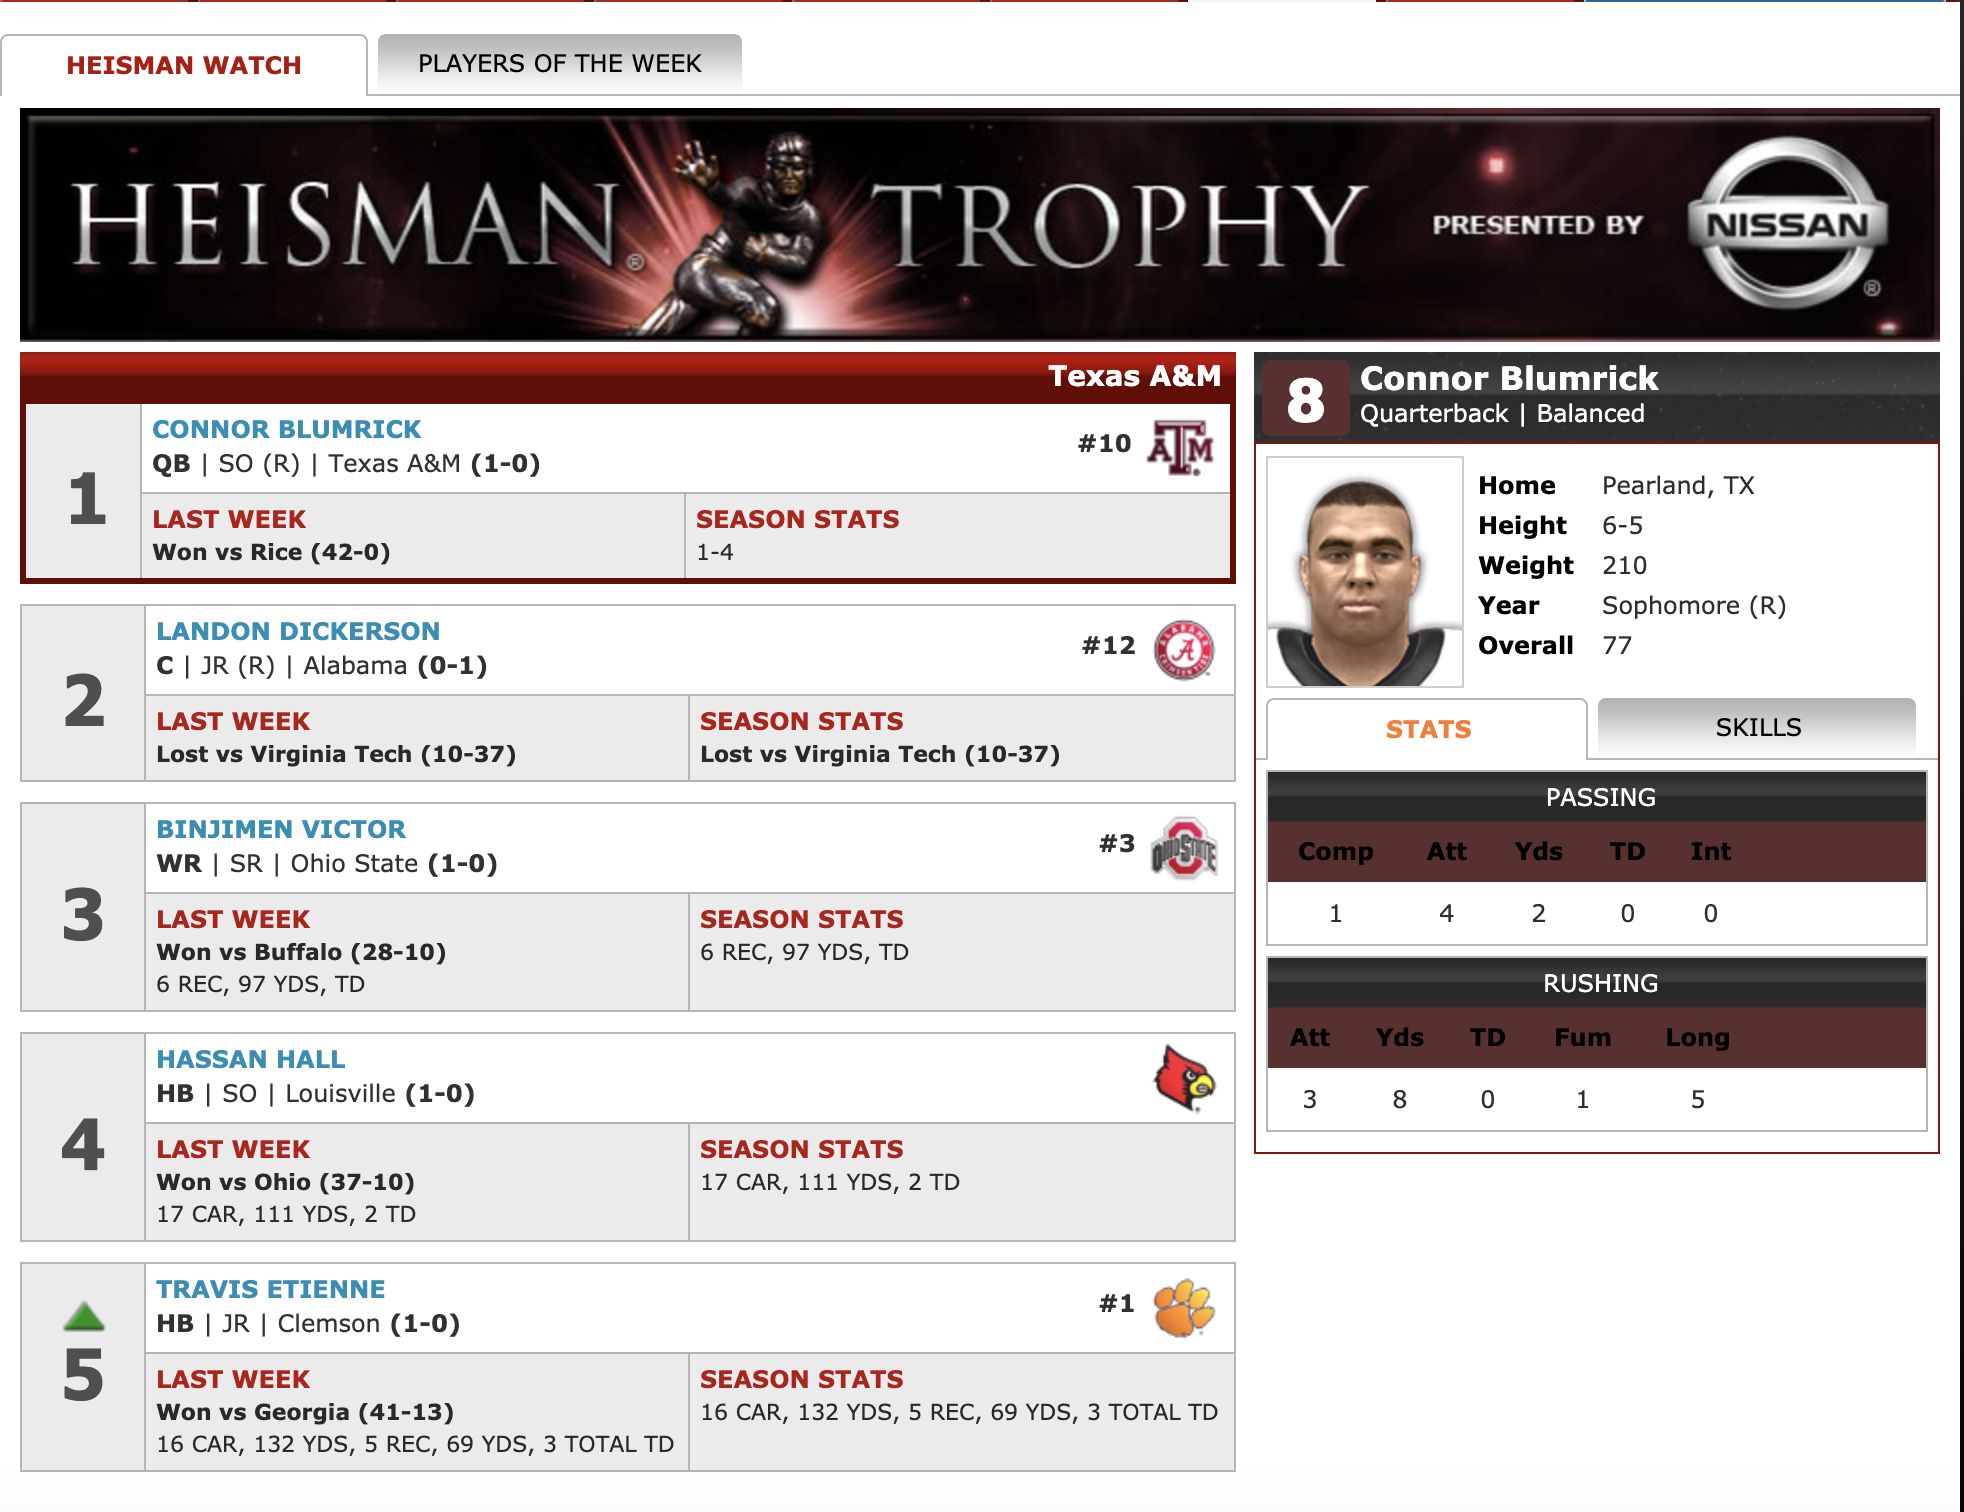 HEISMAN WATCH
PLAYERS OF THE WEEK
HEISMAN® TROPHY PRESENTED BY NISSAN ®
Texas A&M
1
CONNOR BLUMRICK
QB | SO (R) | Texas A&M (1-0)
#10
ATM
LAST WEEK
Won vs Rice (42-0)
SEASON STATS
1-4
2
LANDON DICKERSON
C | JR (R) | Alabama (0-1)
#12
ALABAMA A CRIMSON TIDE
LAST WEEK
Lost vs Virginia Tech (10-37)
SEASON STATS
Lost vs Virginia Tech (10-37)
3
BINJIMEN VICTOR
WR | SR | Ohio State (1-0)
#3
OHIO STATE
LAST WEEK
Won vs Buffalo (28-10)
6 REC, 97 YDS, TD
SEASON STATS
6 REC, 97 YDS, TD
4
HASSAN HALL
HB | SO | Louisville (1-0)
LAST WEEK
Won vs Ohio (37-10)
17 CAR, 111 YDS, 2 TD
SEASON STATS
17 CAR, 111 YDS, 2 TD
5
TRAVIS ETIENNE
HB | JR | Clemson (1-0)
#1
LAST WEEK
Won vs Georgia (41-13)
16 CAR, 132 YDS, 5 REC, 69 YDS, 3 TOTAL TD
SEASON STATS
16 CAR, 132 YDS, 5 REC, 69 YDS, 3 TOTAL TD
8
Connor Blumrick
Quarterback | Balanced
Home Pearland, TX
Height 6-5
Weight 210
Year Sophomore (R)
Overall 77
STATS
SKILLS
PASSING
Comp Att Yds TD Int
1 4 2 0 0
RUSHING
Att Yds TD Fum Long
3 8 0 1 5